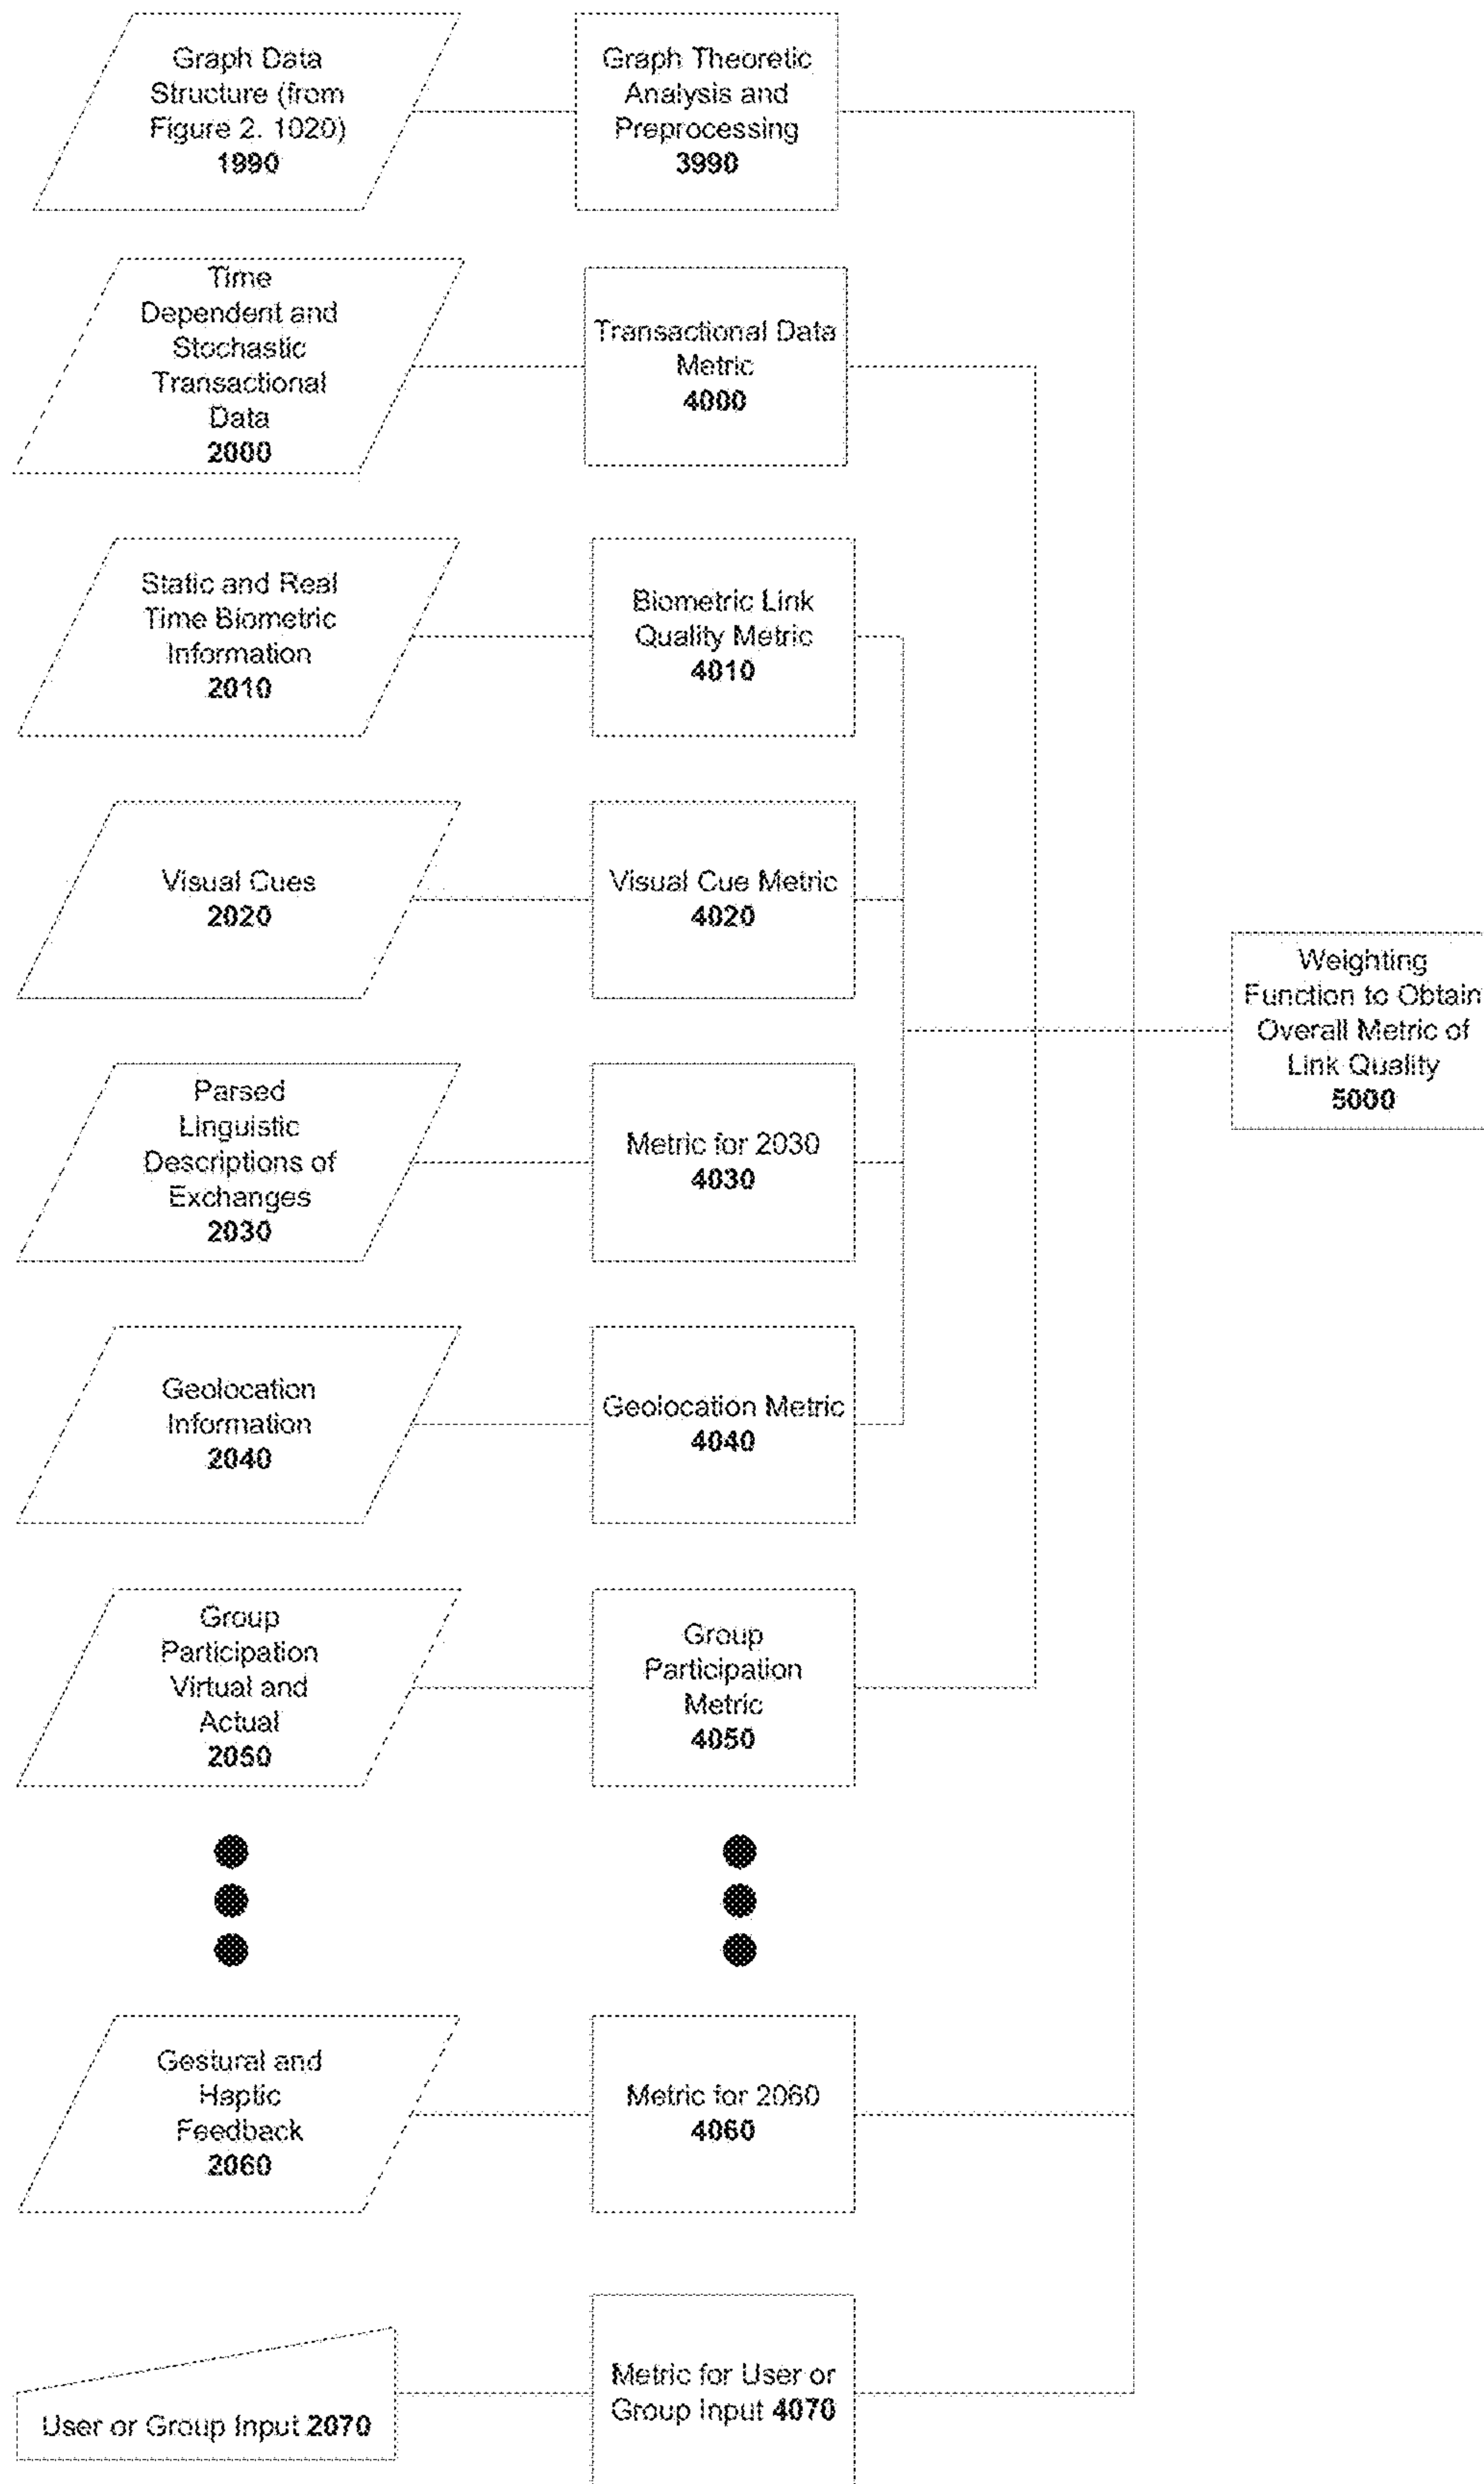 Graph Data
Structure (from
Figure 2. 1020)
1990
Graph Theoretic
Analysis and
Preprocessing
3990
Time
Dependent and
Stochastic
Transactional
Data
2000
Transactional Data
Metric
4000
Static and Real
Time Biometric
Information
2010
Biometric Link
Quality Metric
4010
Visual Cues
2020
Visual Cue Metric
4020
Weighting
Function to Obtain
Overall Metric of
Link Quality
5000
Parsed
Linguistic
Descriptions of
Exchanges
2030
Metric for 2030
4030
Geolocation
Information
2040
Geolocation Metric
4040
Group
Participation
Virtual and
Actual
2050
Group
Participation
Metric
4050
Gestural and
Haptic
Feedback
2060
Metric for 2060
4060
User or Group Input 2070
Metric for User or
Group Input 4070